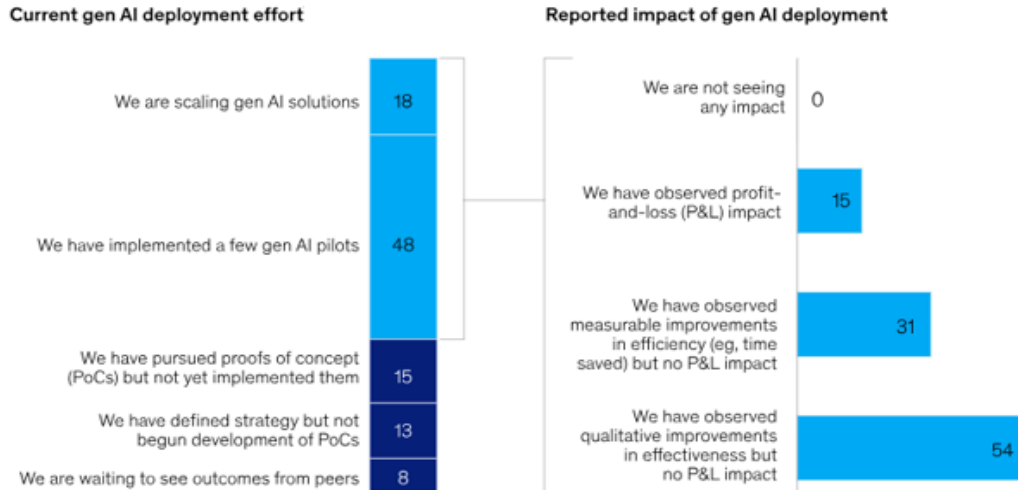 Current gen AI deployment effort
We are scaling gen AI solutions
18
We have implemented a few gen AI pilots
48
We have pursued proofs of concept
(PoCs) but not yet implemented them
15
We have defined strategy but not
begun development of PoCs
13
We are waiting to see outcomes from peers
8
Reported impact of gen AI deployment
We are not seeing
any impact
0
We have observed profit-
and-loss (P&L) impact
15
We have observed
measurable improvements
in efficiency (eg, time
saved) but no P&L impact
31
We have observed
qualitative improvements
in effectiveness but
no P&L impact
54